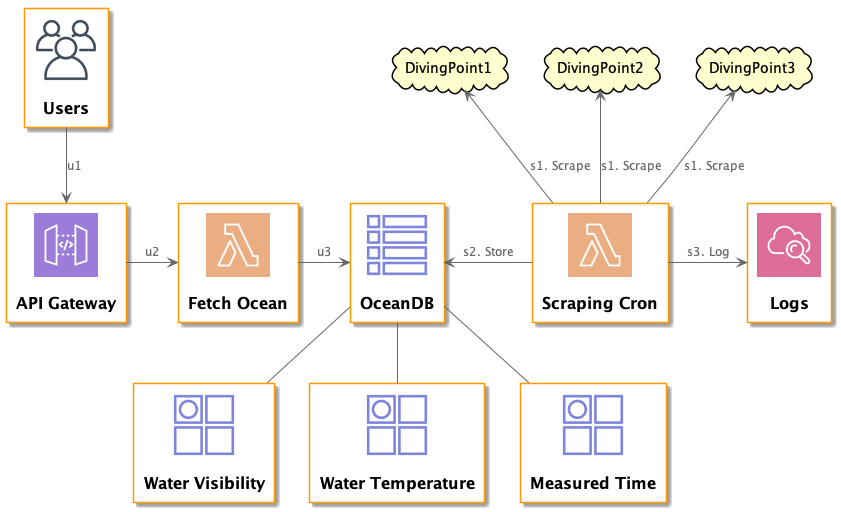 Users
DivingPoint1
DivingPoint2
DivingPoint3
u1
s1. Scrape
s1. Scrape
s1. Scrape
API Gateway
u2
Fetch Ocean
u3
OceanDB
s2. Store
Scraping Cron
s3. Log
Logs
Water Visibility
Water Temperature
Measured Time